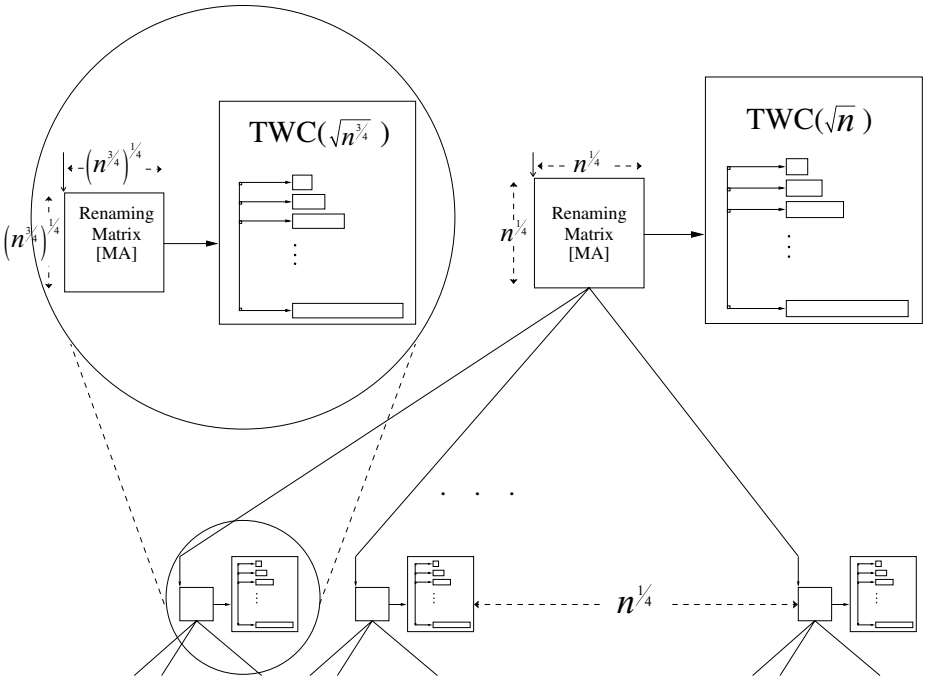 TWC(√n^¾ )
(n^¾)^¼
Renaming
Matrix
[MA]
(n^¾)^¼
TWC(√n )
n^¼
Renaming
Matrix
[MA]
n^¼
n^¼